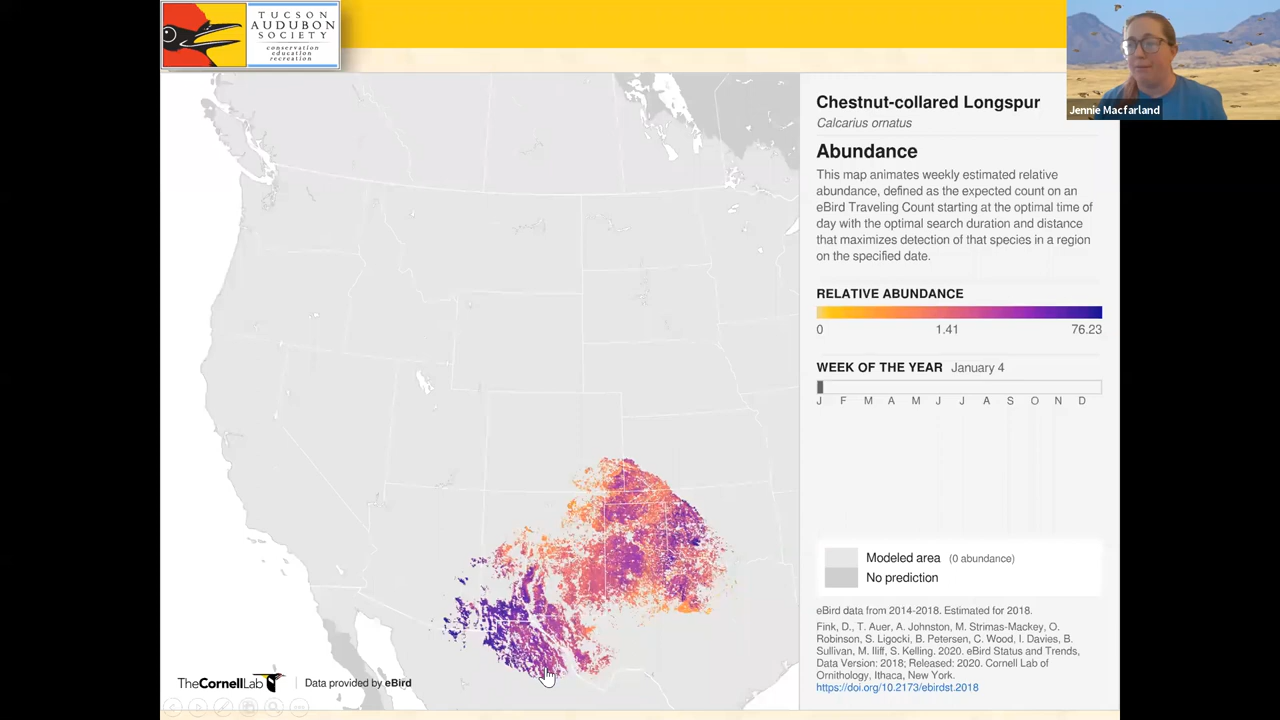 TUCSON
AUDUBON
SOCIETY
conservation
education
recreation
Jennie Macfarland
Chestnut-collared Longspur
Calcarius ornatus
Abundance
This map animates weekly estimated relative
abundance, defined as the expected count on an
eBird Traveling Count starting at the optimal time of
day with the optimal search duration and distance
that maximizes detection of that species in a region
on the specified date.
RELATIVE ABUNDANCE
0 1.41 76.23
WEEK OF THE YEAR January 4
J F M A M J J A S O N D
Modeled area (0 abundance)
No prediction
eBird data from 2014-2018. Estimated for 2018.
Fink, D., T. Auer, A. Johnston, M. Strimas-Mackey, O.
Robinson, S. Ligocki, B. Petersen, C. Wood, I. Davies, B.
Sullivan, M. Iliff, S. Kelling. 2020. eBird Status and Trends,
Data Version: 2018; Released: 2020. Cornell Lab of
Ornithology, Ithaca, New York.
https://doi.org/10.2173/ebirdst.2018
TheCornellLab Data provided by eBird